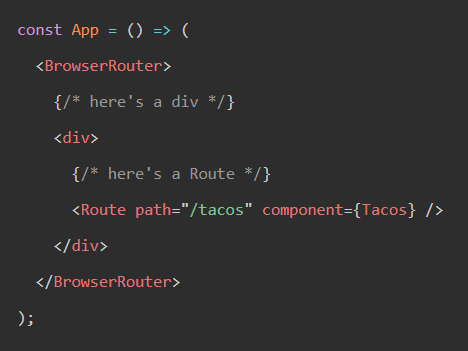 const App = () => (
<BrowserRouter>
{/* here's a div */}
<div>
{/* here's a Route */}
<Route path="/tacos" component={Tacos} />
</div>
</BrowserRouter>
);